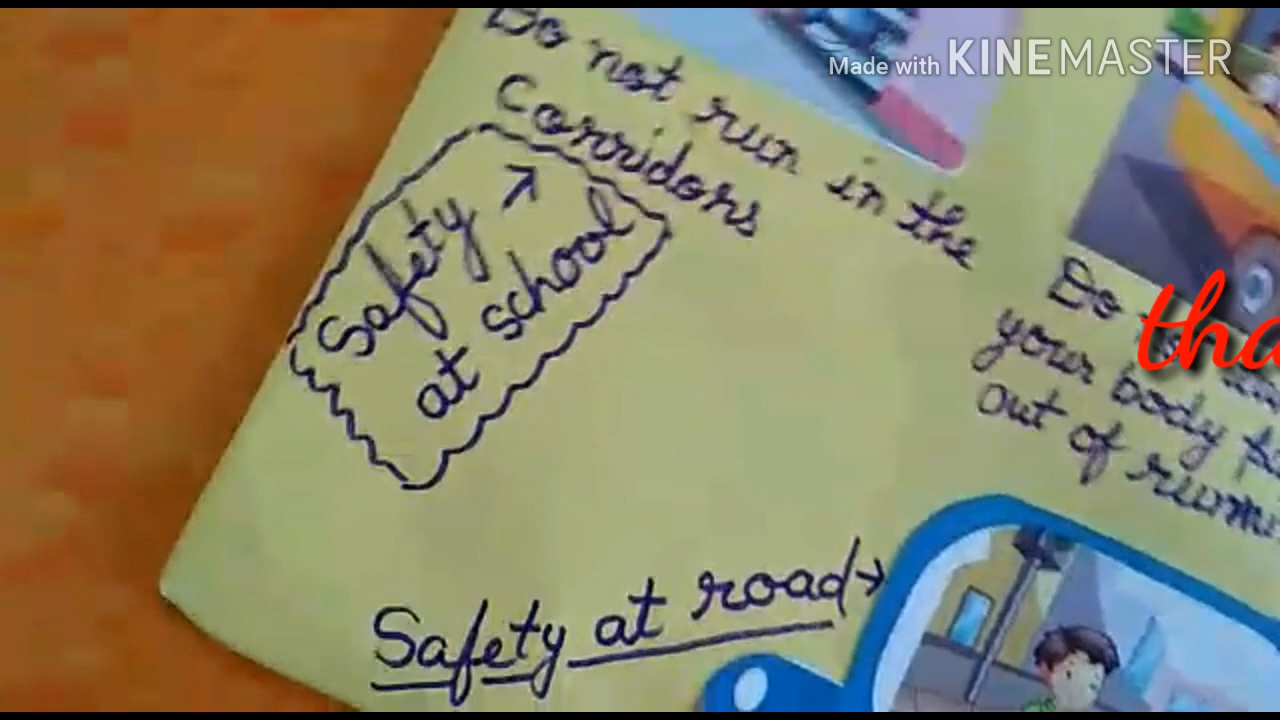 Made with KINEMASTER
Do not run in the
Corridors
Safety →
at school
Do
your body
out of
Safety at road→